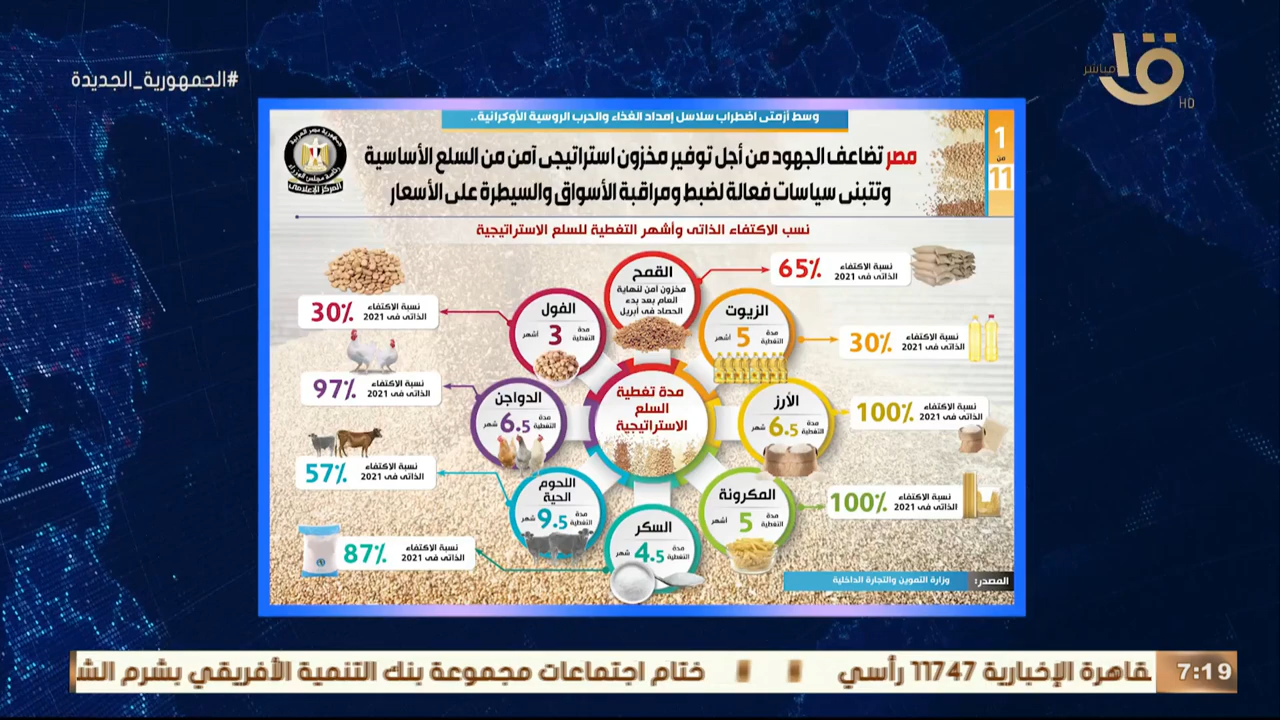 #الجمهورية_الجديدة
مباشر
HD
وسط أزمتى اضطراب سلاسل إمداد الغذاء والحرب الروسية الأوكرانية..
1
من
11
مصر تضاعف الجهود من أجل توفير مخزون استراتيجى آمن من السلع الأساسية
وتتبنى سياسات فعالة لضبط ومراقبة الأسواق والسيطرة على الأسعار
جمهورية مصر العربية
رئاسة مجلس الوزراء
المركز الإعلامى
نسب الاكتفاء الذاتى وأشهر التغطية للسلع الاستراتيجية
القمح
مخزون آمن لنهاية
العام بعد بدء
الحصاد فى أبريل
نسبة الاكتفاء
الذاتى فى 2021
65%
الزيوت
مدة
التغطية
5 أشهر
نسبة الاكتفاء
الذاتى فى 2021
30%
الأرز
مدة
التغطية
6.5 شهر
نسبة الاكتفاء
الذاتى فى 2021
100%
المكرونة
مدة
التغطية
5 أشهر
نسبة الاكتفاء
الذاتى فى 2021
100%
السكر
مدة
التغطية
4.5 شهر
نسبة الاكتفاء
الذاتى فى 2021
87%
اللحوم
الحية
مدة
التغطية
9.5 شهر
نسبة الاكتفاء
الذاتى فى 2021
57%
الدواجن
مدة
التغطية
6.5 شهر
نسبة الاكتفاء
الذاتى فى 2021
97%
الفول
مدة
التغطية
3 أشهر
نسبة الاكتفاء
الذاتى فى 2021
30%
مدة تغطية
السلع
الاستراتيجية
المصدر: وزارة التموين والتجارة الداخلية
7:19
قاهرة الإخبارية 11747 رأسي ختام اجتماعات مجموعة بنك التنمية الأفريقي بشرم الش